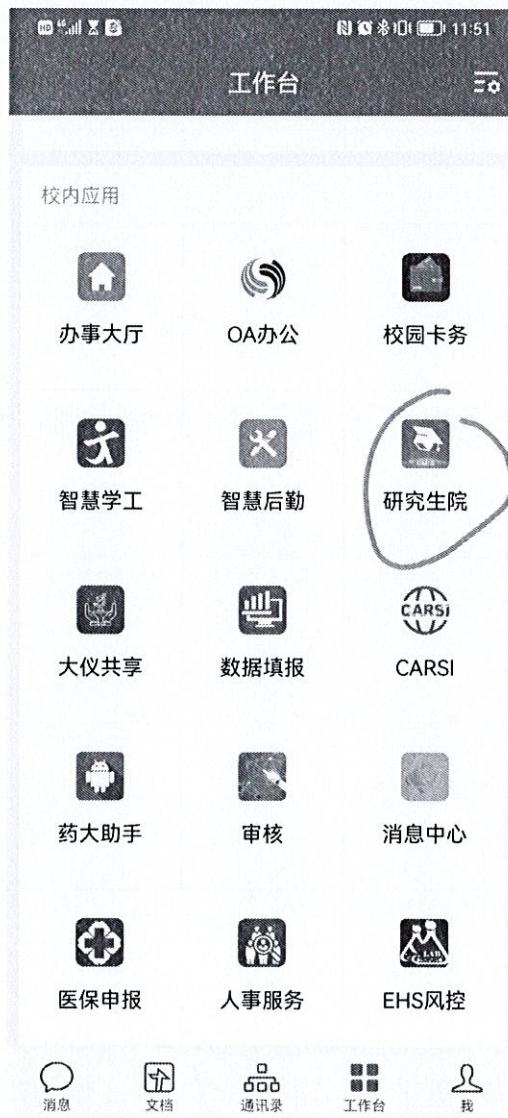 HD 4G 11:51
工作台
校内应用
办事大厅 OA办公 校园卡务
智慧学工 智慧后勤 研究生院
CARSI
大仪共享 数据填报 CARSI
药大助手 审核 消息中心
医保申报 人事服务 EHS风控
消息 文档 通讯录 工作台 我